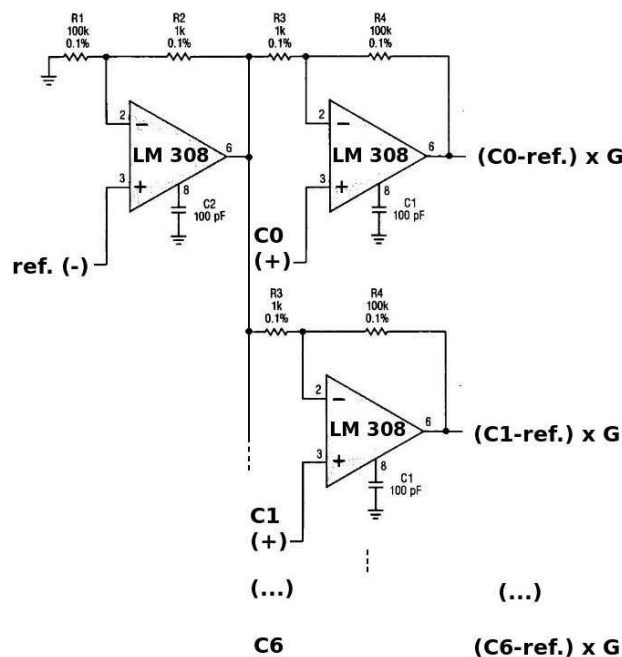 R1
100k
0.1%
R2
1k
0.1%
R3
1k
0.1%
R4
100k
0.1%
2
−
LM 308
6
3
+
8
C2
100 pF
ref. (-)
2
−
LM 308
6
(C0-ref.) x G
3
+
8
C1
100 pF
C0
(+)
R3
1k
0.1%
R4
100k
0.1%
2
−
LM 308
6
(C1-ref.) x G
3
+
8
C1
100 pF
C1
(+)
(...)
(...)
C6
(C6-ref.) x G